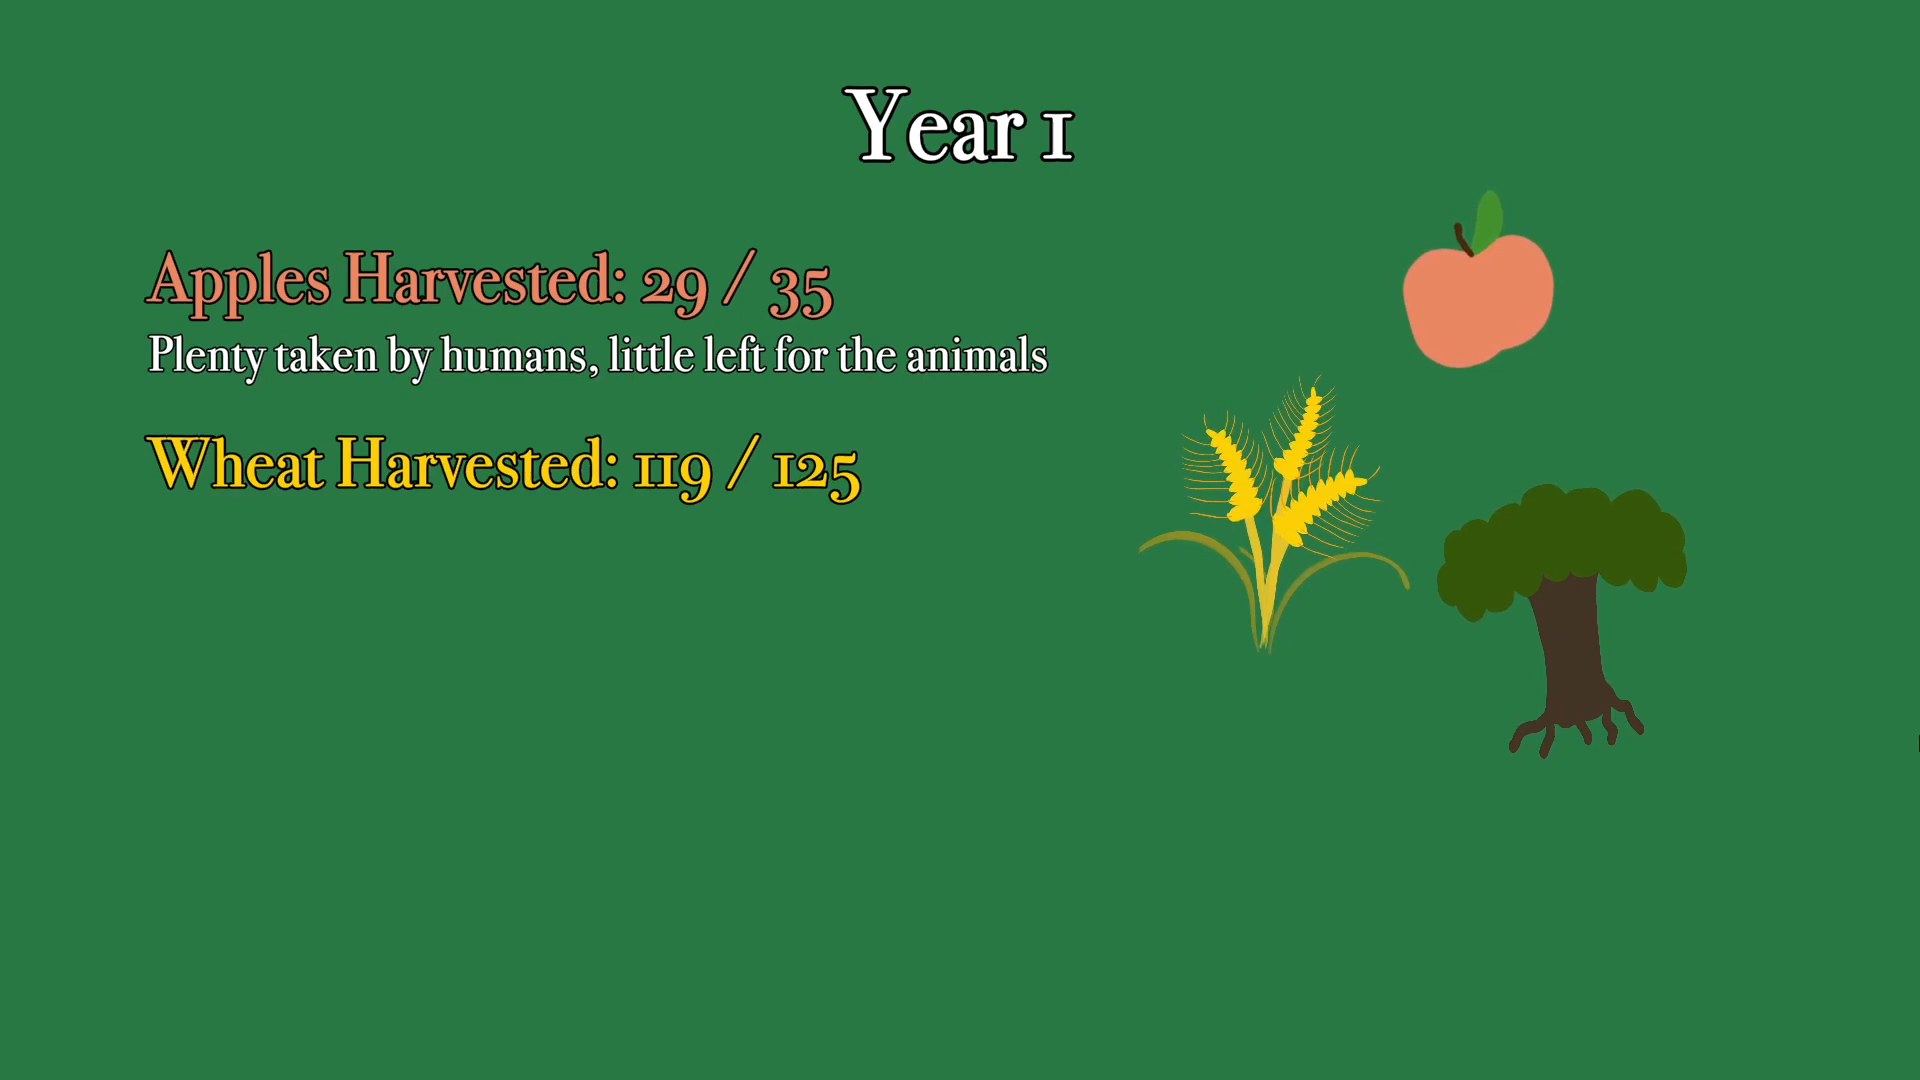 Year 1
Apples Harvested: 29 / 35
Plenty taken by humans, little left for the animals
Wheat Harvested: 119 / 125